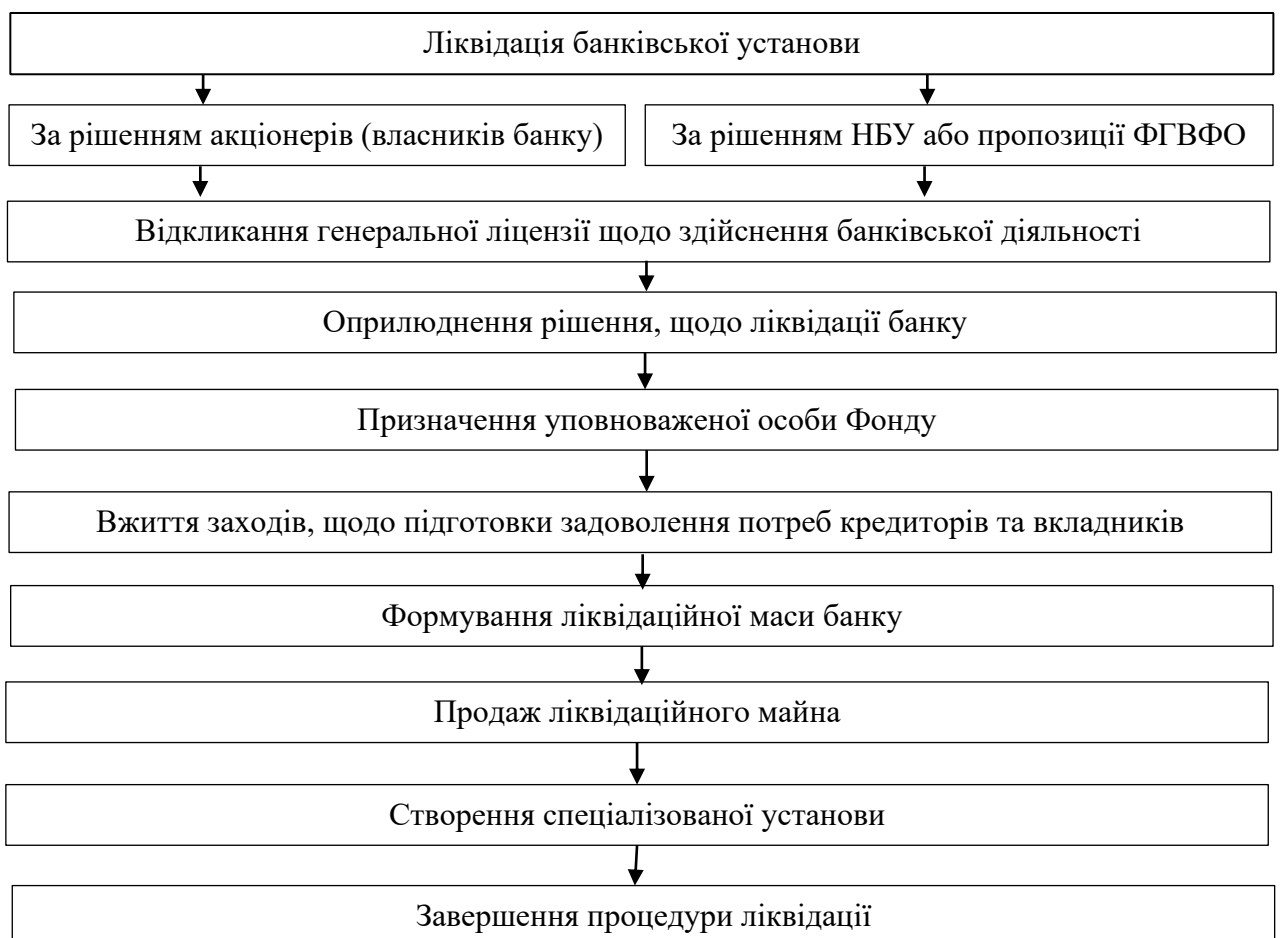 Ліквідація банківської установи
За рішенням акціонерів (власників банку)
За рішенням НБУ або пропозиції ФГВФО
Відкликання генеральної ліцензії щодо здійснення банківської діяльності
Оприлюднення рішення, щодо ліквідації банку
Призначення уповноваженої особи Фонду
Вжиття заходів, щодо підготовки задоволення потреб кредиторів та вкладників
Формування ліквідаційної маси банку
Продаж ліквідаційного майна
Створення спеціалізованої установи
Завершення процедури ліквідації